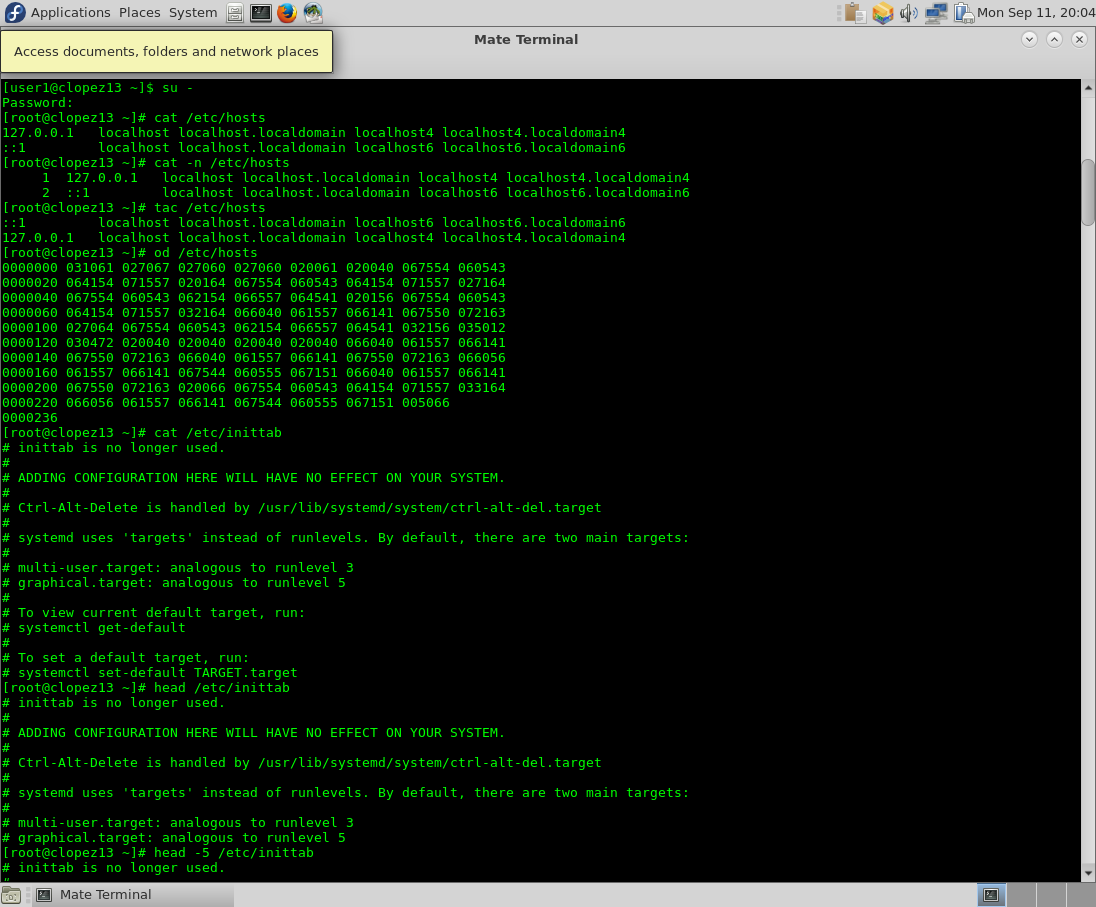 Applications Places System Mon Sep 11, 20:04
Mate Terminal
Access documents, folders and network places
[user1@clopez13 ~]$ su -
Password:
[root@clopez13 ~]# cat /etc/hosts
127.0.0.1   localhost localhost.localdomain localhost4 localhost4.localdomain4
::1         localhost localhost.localdomain localhost6 localhost6.localdomain6
[root@clopez13 ~]# cat -n /etc/hosts
     1  127.0.0.1   localhost localhost.localdomain localhost4 localhost4.localdomain4
     2  ::1         localhost localhost.localdomain localhost6 localhost6.localdomain6
[root@clopez13 ~]# tac /etc/hosts
::1         localhost localhost.localdomain localhost6 localhost6.localdomain6
127.0.0.1   localhost localhost.localdomain localhost4 localhost4.localdomain4
[root@clopez13 ~]# od /etc/hosts
0000000 031061 027067 027060 027060 020061 020040 067554 060543
0000020 064154 071557 020164 067554 060543 064154 071557 027164
0000040 067554 060543 062154 066557 064541 020156 067554 060543
0000060 064154 071557 032164 066040 061557 066141 067550 072163
0000100 027064 067554 060543 062154 066557 064541 032156 035012
0000120 030472 020040 020040 020040 020040 066040 061557 066141
0000140 067550 072163 066040 061557 066141 067550 072163 066056
0000160 061557 066141 067544 060555 067151 066040 061557 066141
0000200 067550 072163 020066 067554 060543 064154 071557 033164
0000220 066056 061557 066141 067544 060555 067151 005066
0000236
[root@clopez13 ~]# cat /etc/inittab
# inittab is no longer used.
#
# ADDING CONFIGURATION HERE WILL HAVE NO EFFECT ON YOUR SYSTEM.
#
# Ctrl-Alt-Delete is handled by /usr/lib/systemd/system/ctrl-alt-del.target
#
# systemd uses 'targets' instead of runlevels. By default, there are two main targets:
#
# multi-user.target: analogous to runlevel 3
# graphical.target: analogous to runlevel 5
#
# To view current default target, run:
# systemctl get-default
#
# To set a default target, run:
# systemctl set-default TARGET.target
[root@clopez13 ~]# head /etc/inittab
# inittab is no longer used.
#
# ADDING CONFIGURATION HERE WILL HAVE NO EFFECT ON YOUR SYSTEM.
#
# Ctrl-Alt-Delete is handled by /usr/lib/systemd/system/ctrl-alt-del.target
#
# systemd uses 'targets' instead of runlevels. By default, there are two main targets:
#
# multi-user.target: analogous to runlevel 3
# graphical.target: analogous to runlevel 5
[root@clopez13 ~]# head -5 /etc/inittab
# inittab is no longer used.
#
Mate Terminal